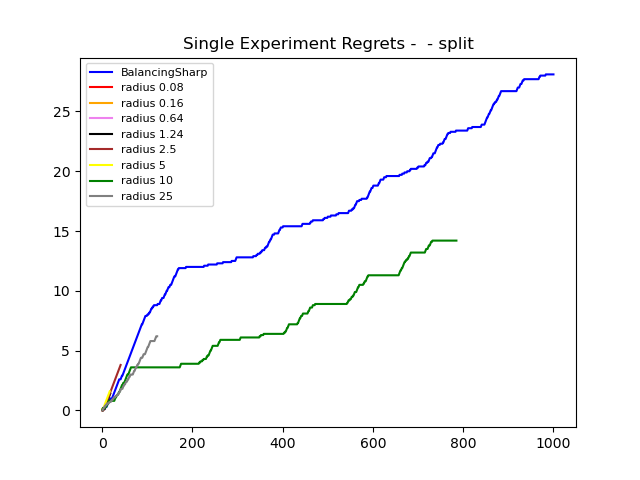 Single Experiment Regrets -  - split
BalancingSharp
radius 0.08
radius 0.16
radius 0.64
radius 1.24
radius 2.5
radius 5
radius 10
radius 25
25
20
15
10
5
0
0 200 400 600 800 1000